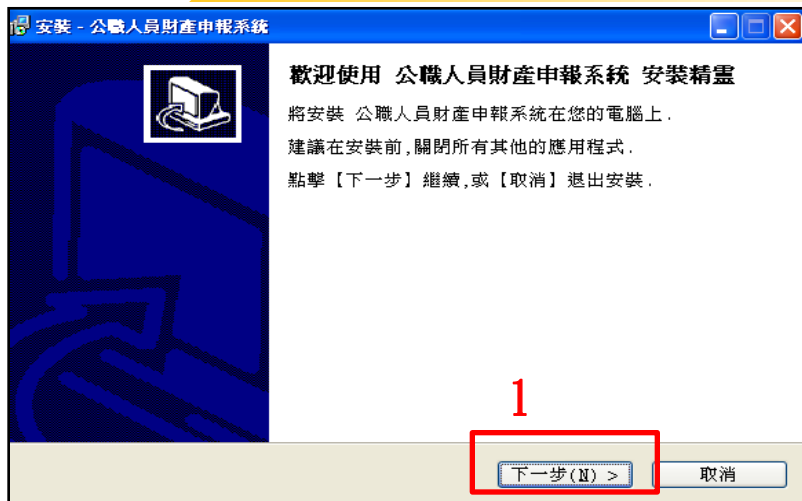 安裝 - 公職人員財產申報系統
歡迎使用 公職人員財產申報系統 安裝精靈
將安裝 公職人員財產申報系統在您的電腦上.
建議在安裝前,關閉所有其他的應用程式.
點擊【下一步】繼續,或【取消】退出安裝.
1
下一步(N) >
取消